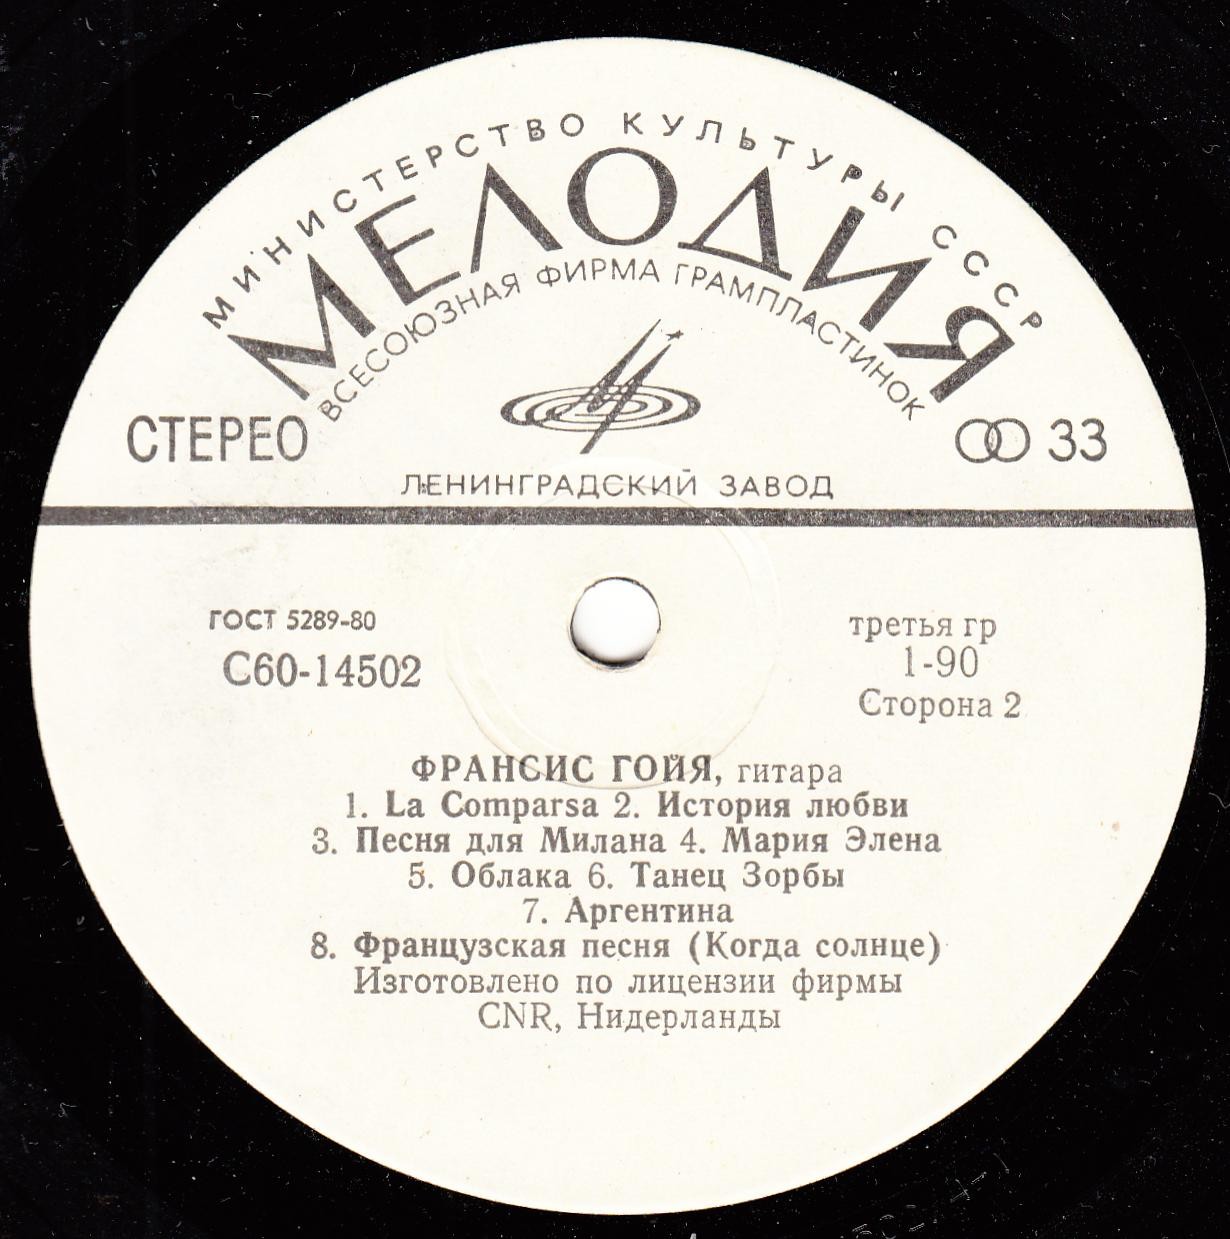 МИНИСТЕРСТВО КУЛЬТУРЫ СССР
МЕЛОДИЯ
ВСЕСОЮЗНАЯ ФИРМА ГРАМПЛАСТИНОК
СТЕРЕО
33
ЛЕНИНГРАДСКИЙ ЗАВОД
ГОСТ 5289-80
С60-14502
третья гр
1-90
Сторона 2
ФРАНСИС ГОЙЯ, гитара
1. La Comparsa 2. История любви
3. Песня для Милана 4. Мария Элена
5. Облака 6. Танец Зорбы
7. Аргентина
8. Французская песня (Когда солнце)
Изготовлено по лицензии фирмы
CNR, Нидерланды